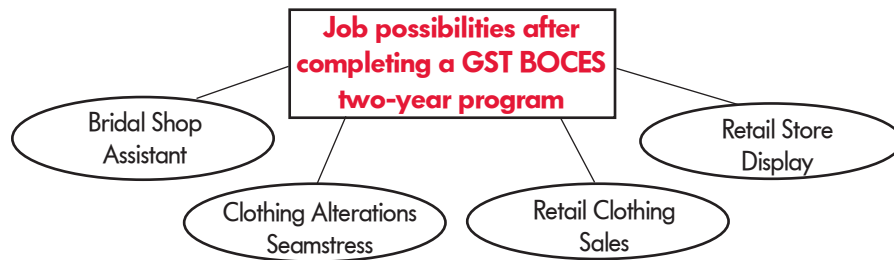 Job possibilities after
completing a GST BOCES
two-year program
Bridal Shop
Assistant
Clothing Alterations
Seamstress
Retail Clothing
Sales
Retail Store
Display